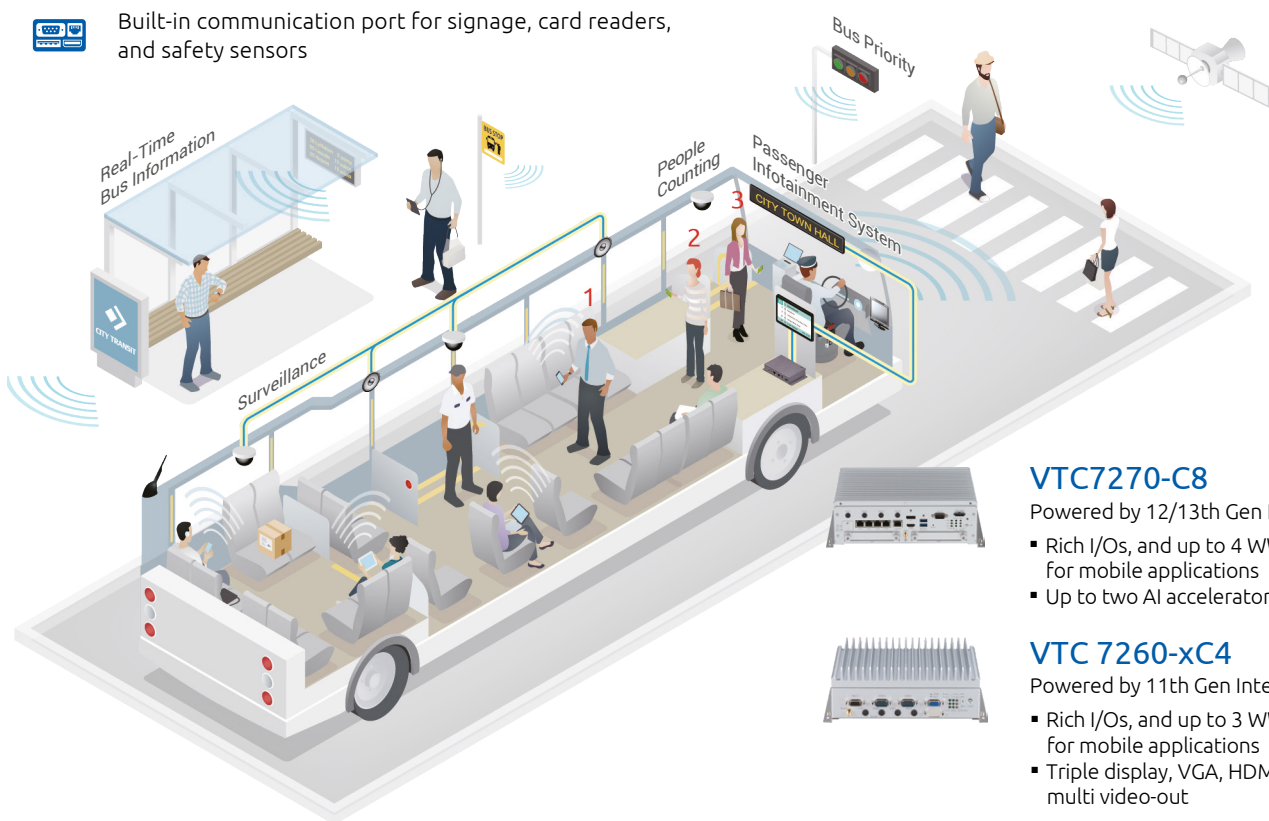 Built-in communication port for signage, card readers,
and safety sensors
Bus Priority
Real-Time
Bus Information
BUS STOP
People
Counting
Passenger
Infotainment System
3
CITY TOWN HALL
2
1
CITY TRANSIT
Surveillance
VTC7270-C8
Powered by 12/13th Gen
▪ Rich I/Os, and up to 4
for mobile applications
▪ Up to two AI accelerator
VTC 7260-xC4
Powered by 11th Gen
▪ Rich I/Os, and up to 3
for mobile applications
▪ Triple display, VGA,
multi video-out